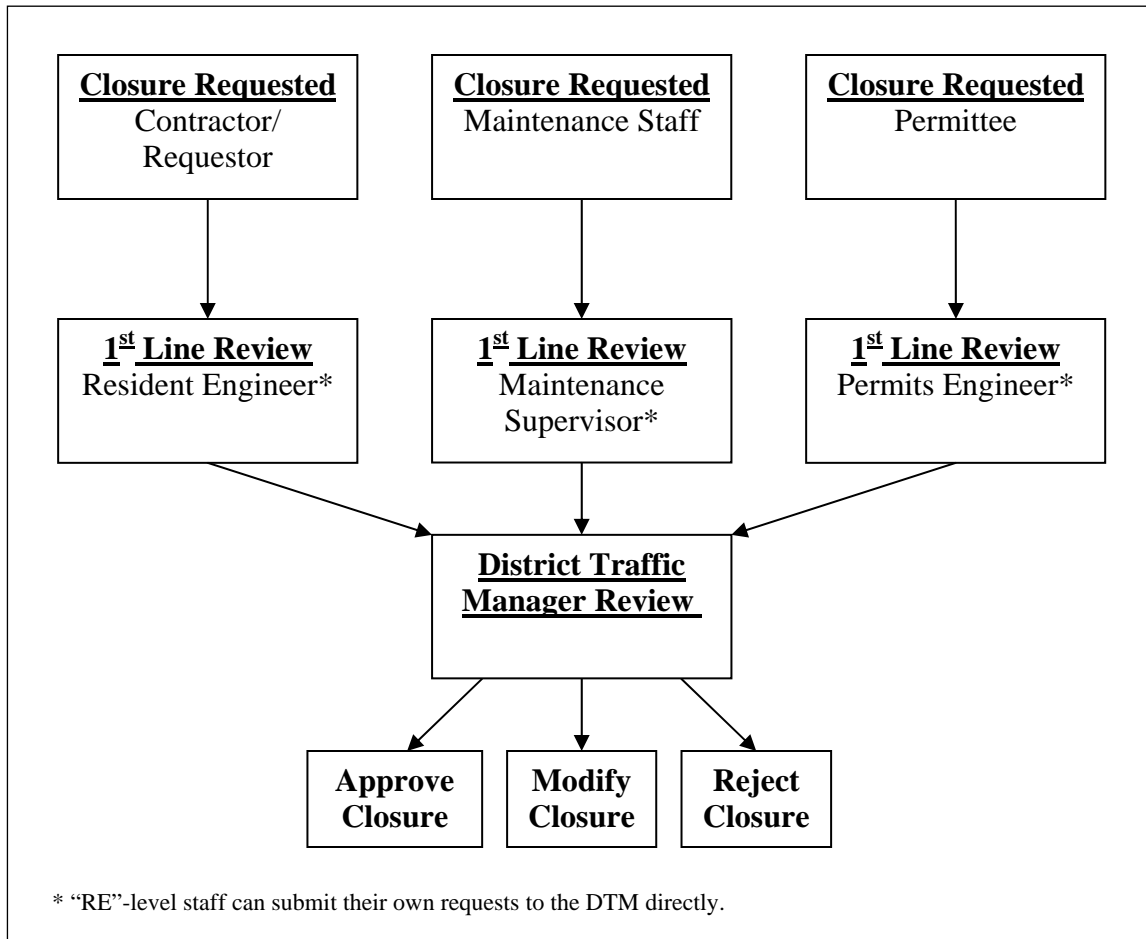 Closure Requested
Contractor/
Requestor
Closure Requested
Maintenance Staff
Closure Requested
Permittee
1st Line Review
Resident Engineer*
1st Line Review
Maintenance
Supervisor*
1st Line Review
Permits Engineer*
District Traffic
Manager Review
Approve
Closure
Modify
Closure
Reject
Closure
* “RE”-level staff can submit their own requests to the DTM directly.